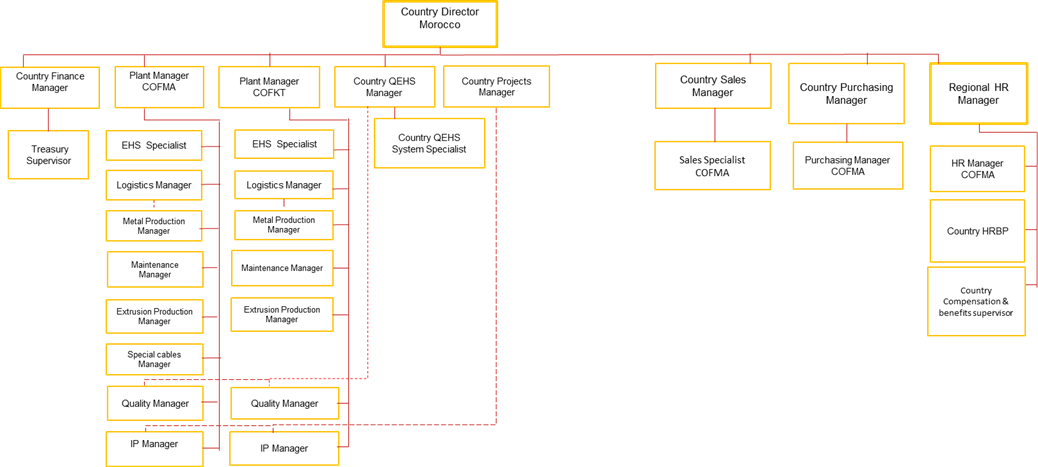 Country Director
Morocco
Country Finance
Manager
Plant Manager
COFMA
Plant Manager
COFKT
Country QEHS
Manager
Country Projects
Manager
Country Sales
Manager
Country Purchasing
Manager
Regional HR
Manager
Treasury
Supervisor
EHS Specialist
Logistics Manager
Metal Production
Manager
Maintenance
Manager
Extrusion Production
Manager
Special cables
Manager
Quality Manager
IP Manager
EHS Specialist
Logistics Manager
Metal Production
Manager
Maintenance Manager
Extrusion Production
Manager
Quality Manager
IP Manager
Country QEHS
System Specialist
Sales Specialist
COFMA
Purchasing Manager
COFMA
HR Manager
COFMA
Country HRBP
Country
Compensation &
benefits supervisor